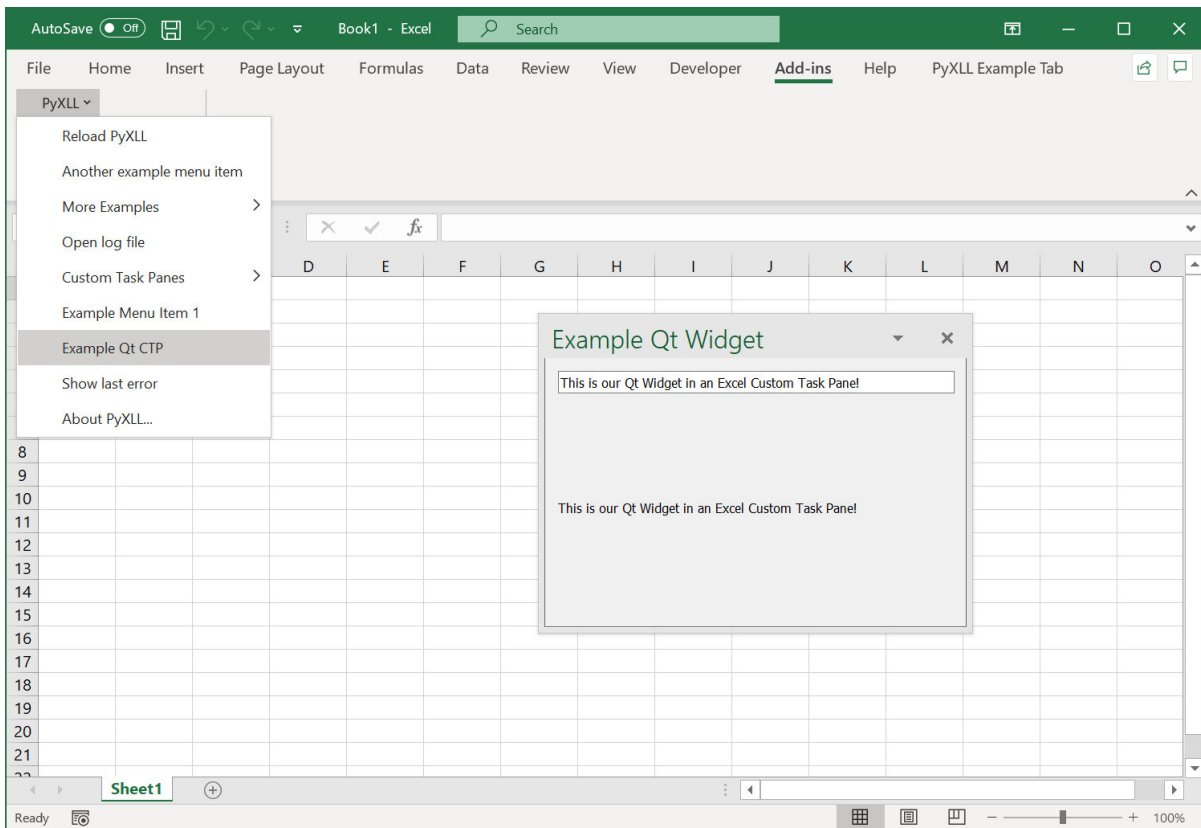 AutoSave Off Book1 - Excel Search
File Home Insert Page Layout Formulas Data Review View Developer Add-ins Help PyXLL Example Tab
PyXLL
Reload PyXLL
Another example menu item
More Examples
Open log file
Custom Task Panes
Example Menu Item 1
Example Qt CTP
Show last error
About PyXLL...
fx
D E F G H I J K L M N O
Example Qt Widget
This is our Qt Widget in an Excel Custom Task Pane!
This is our Qt Widget in an Excel Custom Task Pane!
8
9
10
11
12
13
14
15
16
17
18
19
20
21
Sheet1
Ready 100%